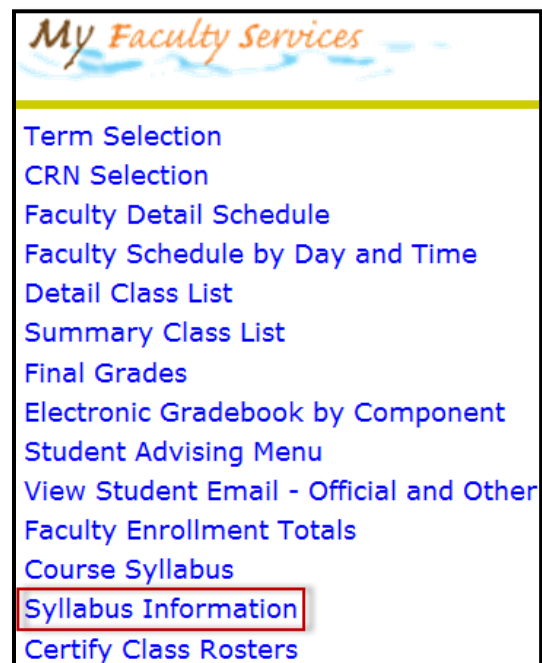 My Faculty Services
Term Selection
CRN Selection
Faculty Detail Schedule
Faculty Schedule by Day and Time
Detail Class List
Summary Class List
Final Grades
Electronic Gradebook by Component
Student Advising Menu
View Student Email - Official and Other
Faculty Enrollment Totals
Course Syllabus
Syllabus Information
Certify Class Rosters